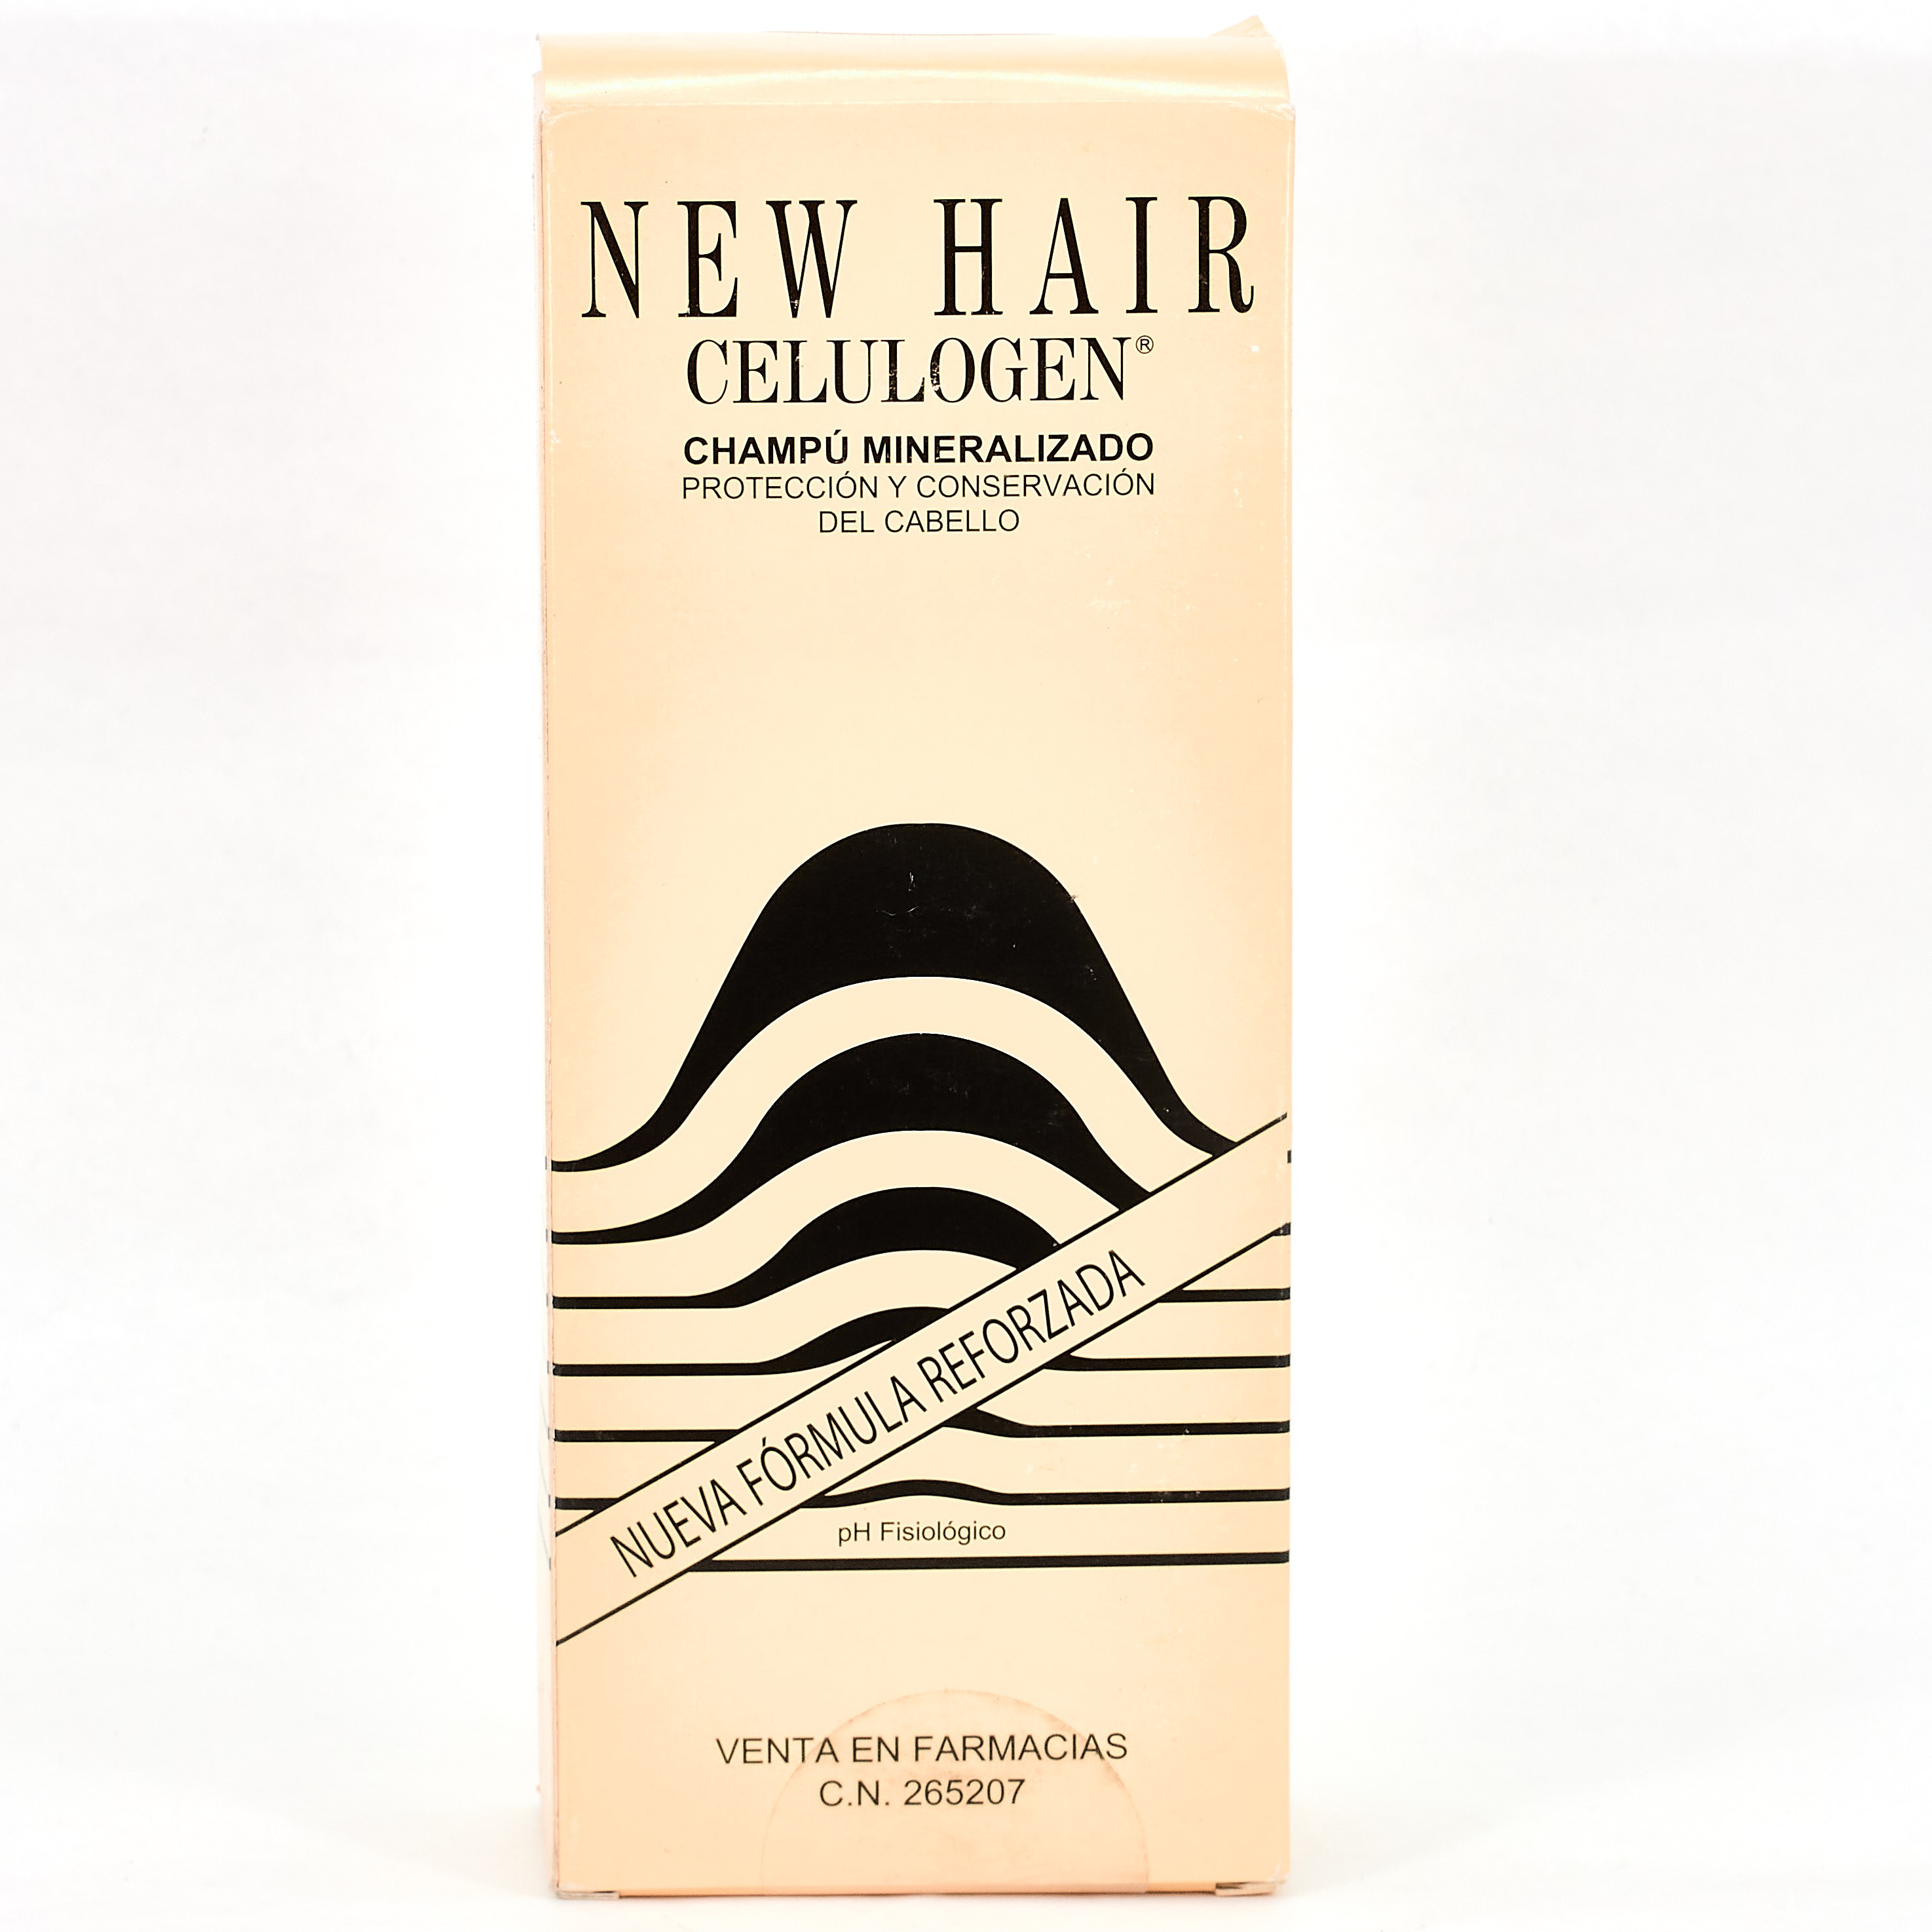 NEW HAIR
CELULOGEN®
CHAMPÚ MINERALIZADO
PROTECCIÓN Y CONSERVACIÓN
DEL CABELLO
NUEVA FÓRMULA REFORZADA
pH Fisiológico
VENTA EN FARMACIAS
C.N. 265207